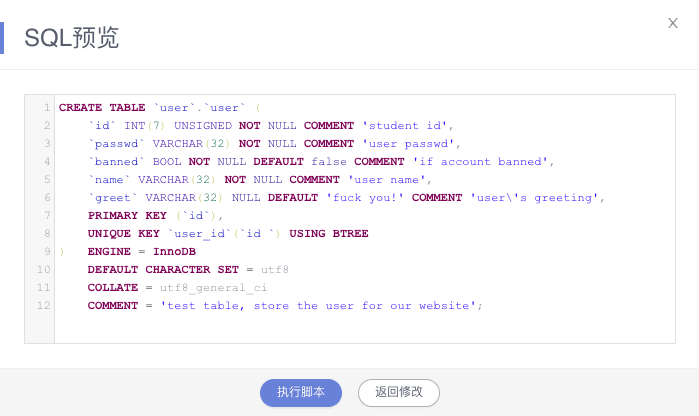 SQL预览
X
1 CREATE TABLE `user`.`user` (
2     `id` INT(7) UNSIGNED NOT NULL COMMENT 'student id',
3     `passwd` VARCHAR(32) NOT NULL COMMENT 'user passwd',
4     `banned` BOOL NOT NULL DEFAULT false COMMENT 'if account banned',
5     `name` VARCHAR(32) NOT NULL COMMENT 'user name',
6     `greet` VARCHAR(32) NULL DEFAULT 'fuck you!' COMMENT 'user\'s greeting',
7     PRIMARY KEY (`id`),
8     UNIQUE KEY `user_id`(`id `) USING BTREE
9 )   ENGINE = InnoDB
10     DEFAULT CHARACTER SET = utf8
11     COLLATE = utf8_general_ci
12     COMMENT = 'test table, store the user for our website';
执行脚本 返回修改